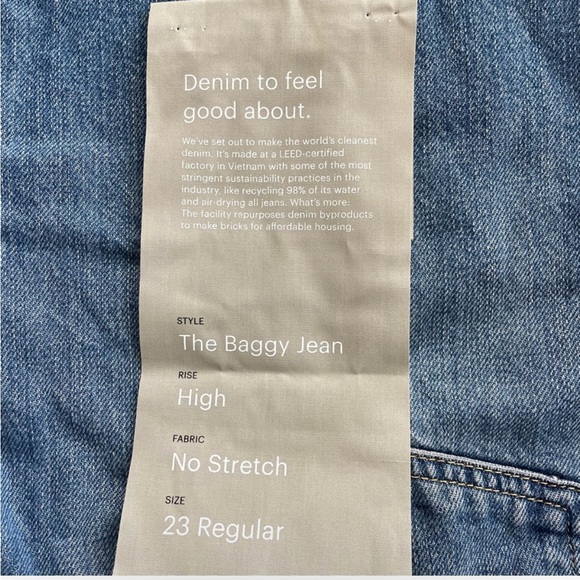 Denim to feel
good about.
We've set out to make the world's cleanest
denim. It's made at a LEED-certified
factory in Vietnam with some of the most
stringent sustainability practices in the
industry, like recycling 98% of its water
and air-drying all jeans. What's more:
The facility repurposes denim byproducts
to make bricks for affordable housing.
STYLE
The Baggy Jean
RISE
High
FABRIC
No Stretch
SIZE
23 Regular